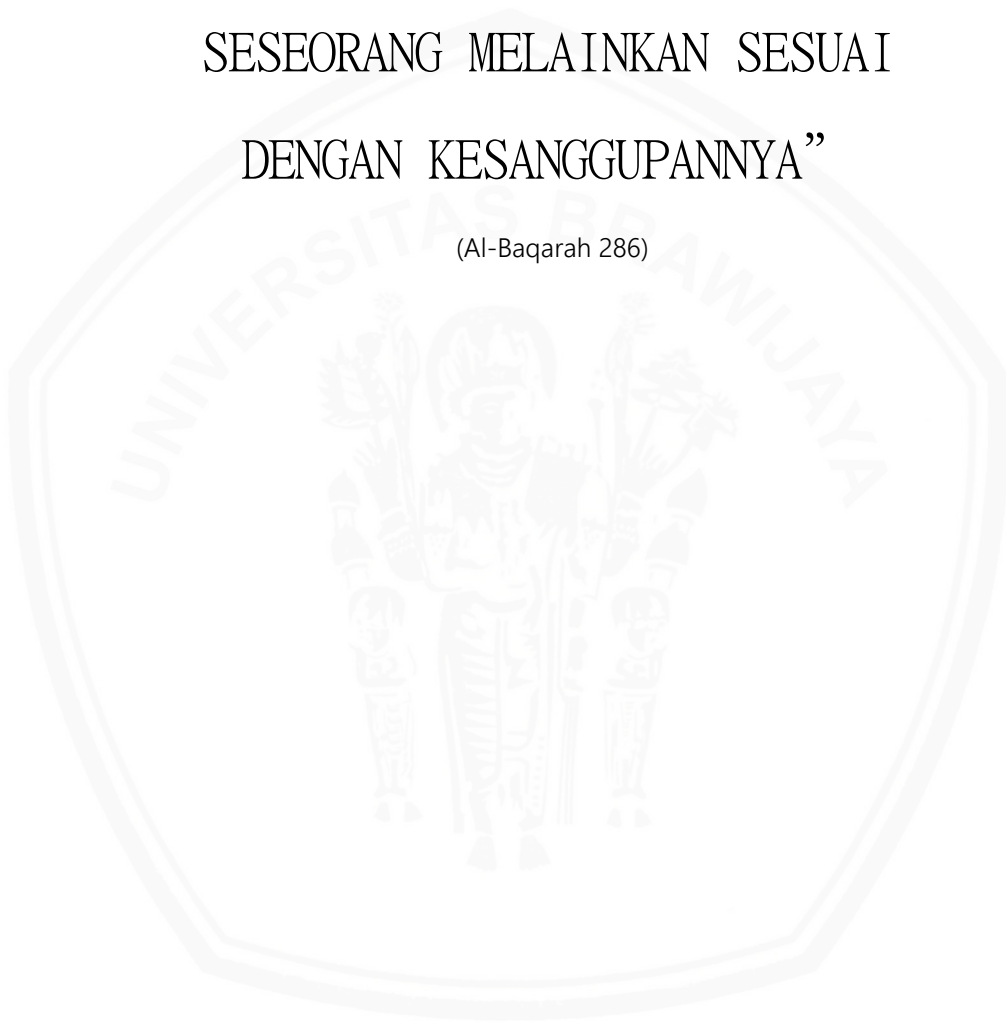 SESEORANG MELAINKAN SESUAI
DENGAN KESANGGUPANNYA”
UNIVERSITAS BRAWIJAYA
(Al-Baqarah 286)